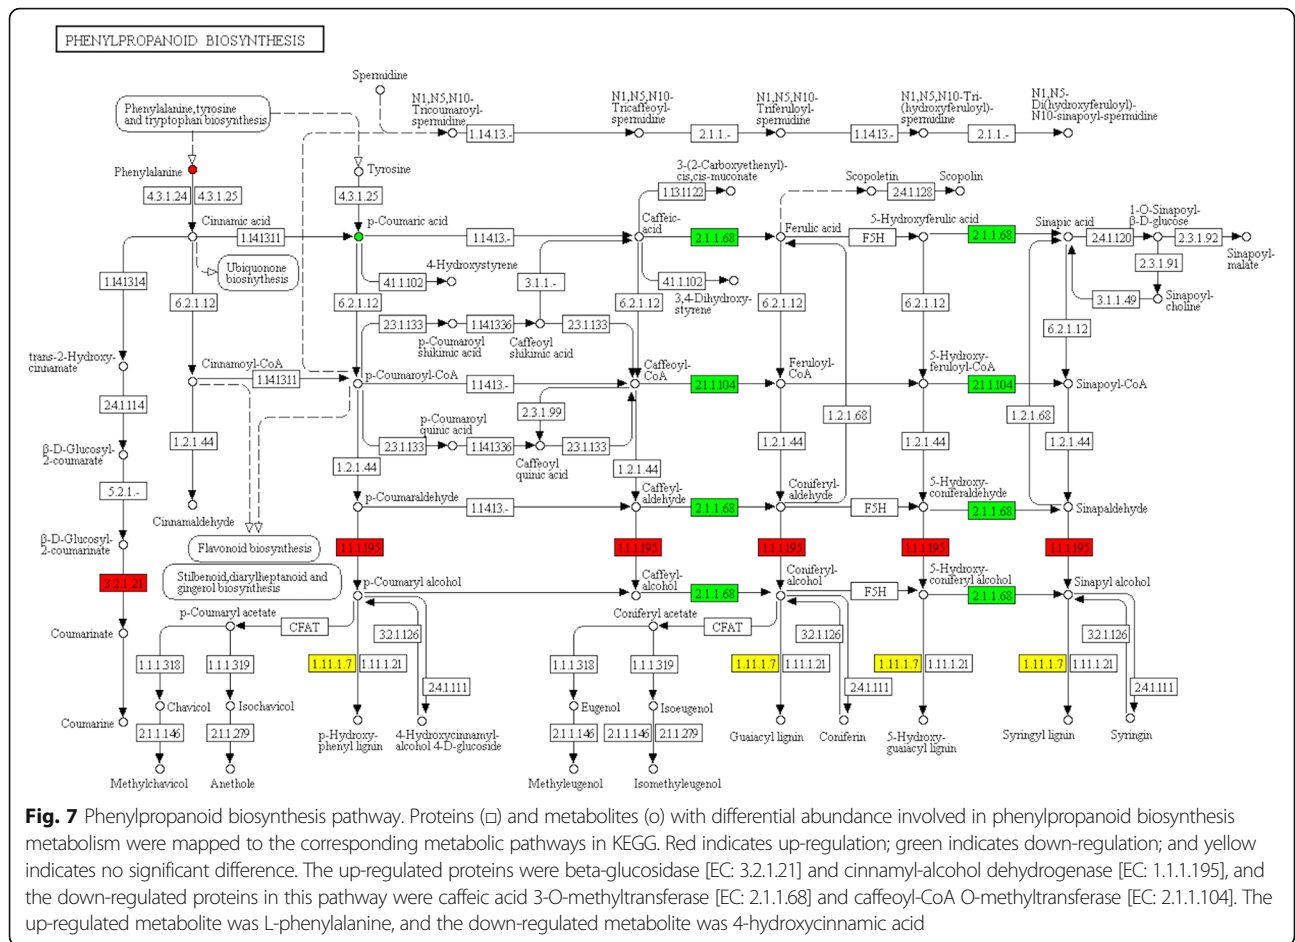 PHENYLPROPANOID BIOSYNTHESIS
Spermidine
Phenylalanine,tyrosine
and tryptophan biosynthesis
N1,N5,N10-
Tricoumaroyl-
spermidine
1.14.13.-
N1,N5,N10-
Tricaffeoyl-
spermidine
2.1.1.-
N1,N5,N10-
Triferuloyl-
spermidine
1.14.13.-
N1,N5,N10-Tri-
(hydroxyferuloyl)-
spermidine
2.1.1.-
N1,N5-
Di(hydroxyferuloyl)-
N10-sinapoyl-spermidine
Phenylalanine
Tyrosine
3-(2-Carboxyethenyl)-
cis,cis-muconate
1.13.1122
Scopoletin
2.4.1.128
Scopolin
4.3.1.24
4.3.1.25
4.3.1.25
Cinnamic acid
1.14.1311
p-Coumaric acid
1.14.13.-
Caffeic
acid
2.1.1.68
Ferulic acid
F5H
5-Hydroxyferulic acid
2.1.1.68
Sinapic acid
2.4.1.120
1-O-Sinapoyl-
β-D-glucose
2.3.1.92
Sinapoyl-
malate
Ubiquonone
biosnythesis
1.14.1314
4.1.1.102
4-Hydroxystyrene
3.1.1.-
4.1.1.102
3,4-Dihydroxy-
styrene
2.3.1.91
3.1.1.49
Sinapoyl-
choline
6.2.1.12
6.2.1.12
6.2.1.12
6.2.1.12
6.2.1.12
6.2.1.12
2.3.1.133
p-Coumaroyl
shikimic acid
1.14.1336
Caffeoyl
shikimic acid
2.3.1.133
trans-2-Hydroxy-
cinnamate
Cinnamoyl-CoA
1.14.1311
p-Coumaroyl-CoA
1.14.13.-
Caffeoyl-
CoA
2.1.1.104
Feruloyl-
CoA
5-Hydroxy-
feruloyl-CoA
2.1.1.104
Sinapoyl-CoA
2.4.1.114
2.3.1.99
1.2.1.68
1.2.1.68
p-Coumaroyl
quinic acid
2.3.1.133
1.14.1336
Caffeoyl
quinic acid
2.3.1.133
β-D-Glucosyl-
2-coumarate
1.2.1.44
1.2.1.44
1.2.1.44
1.2.1.44
1.2.1.44
1.2.1.44
5.2.1.-
Cinnamaldehyde
p-Coumaraldehyde
1.14.13.-
Caffeyl-
aldehyde
2.1.1.68
Coniferyl-
aldehyde
F5H
5-Hydroxy-
coniferaldehyde
2.1.1.68
Sinapaldehyde
β-D-Glucosyl-
2-coumarinate
Flavonoid biosynthesis
1.1.1.195
1.1.1.195
1.1.1.195
1.1.1.195
1.1.1.195
3.2.1.21
Stilbenoid,diarylheptanoid and
gingerol biosynthesis
p-Coumaryl alcohol
Caffeyl-
alcohol
2.1.1.68
Coniferyl-
alcohol
F5H
5-Hydroxy-
coniferyl alcohol
2.1.1.68
Sinapyl alcohol
p-Coumaryl acetate
CFAT
Coniferyl acetate
CFAT
Coumarinate
3.2.1.126
3.2.1.126
3.2.1.126
1.1.1.318
1.1.1.319
1.11.1.7
1.11.1.21
1.1.1.318
1.1.1.319
1.11.1.7
1.11.1.21
1.11.1.7
1.11.1.21
1.11.1.7
1.11.1.21
2.4.1.111
2.4.1.111
2.4.1.111
Coumarine
Chavicol
Isochavicol
Eugenol
Isoeugenol
2.1.1.146
2.1.1.279
p-Hydroxy-
phenyl lignin
4-Hydroxycinnamyl-
alcohol 4-D-glucoside
2.1.1.146
2.1.1.146
2.1.1.279
Guaiacyl lignin
Coniferin
5-Hydroxy-
guaiacyl lignin
Syringyl lignin
Syringin
Methylchavicol
Anethole
Methyleugenol
Isomethyleugenol
Fig. 7 Phenylpropanoid biosynthesis pathway. Proteins (□) and metabolites (o) with differential abundance involved in phenylpropanoid biosynthesis
metabolism were mapped to the corresponding metabolic pathways in KEGG. Red indicates up-regulation; green indicates down-regulation; and yellow
indicates no significant difference. The up-regulated proteins were beta-glucosidase [EC: 3.2.1.21] and cinnamyl-alcohol dehydrogenase [EC: 1.1.1.195], and
the down-regulated proteins in this pathway were caffeic acid 3-O-methyltransferase [EC: 2.1.1.68] and caffeoyl-CoA O-methyltransferase [EC: 2.1.1.104]. The
up-regulated metabolite was L-phenylalanine, and the down-regulated metabolite was 4-hydroxycinnamic acid